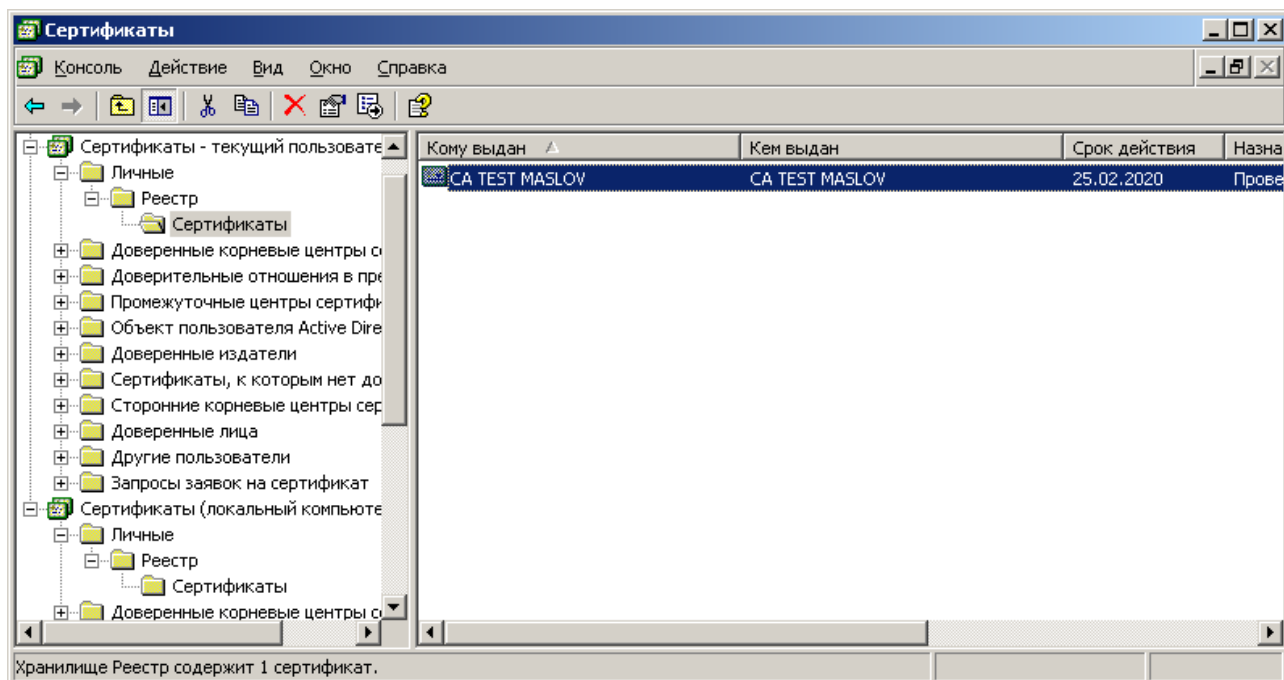 Сертификаты
Консоль Действие Вид Окно Справка
Сертификаты - текущий пользовате
Личные
Реестр
Сертификаты
Доверенные корневые центры с
Доверительные отношения в пре
Промежуточные центры сертифи
Объект пользователя Active Dire
Доверенные издатели
Сертификаты, к которым нет до
Сторонние корневые центры сер
Доверенные лица
Другие пользователи
Запросы заявок на сертификат
Сертификаты (локальный компьюте
Личные
Реестр
Сертификаты
Доверенные корневые центры с
Кому выдан Кем выдан Срок действия Назна
CA TEST MASLOV CA TEST MASLOV 25.02.2020 Прове
Хранилище Реестр содержит 1 сертификат.